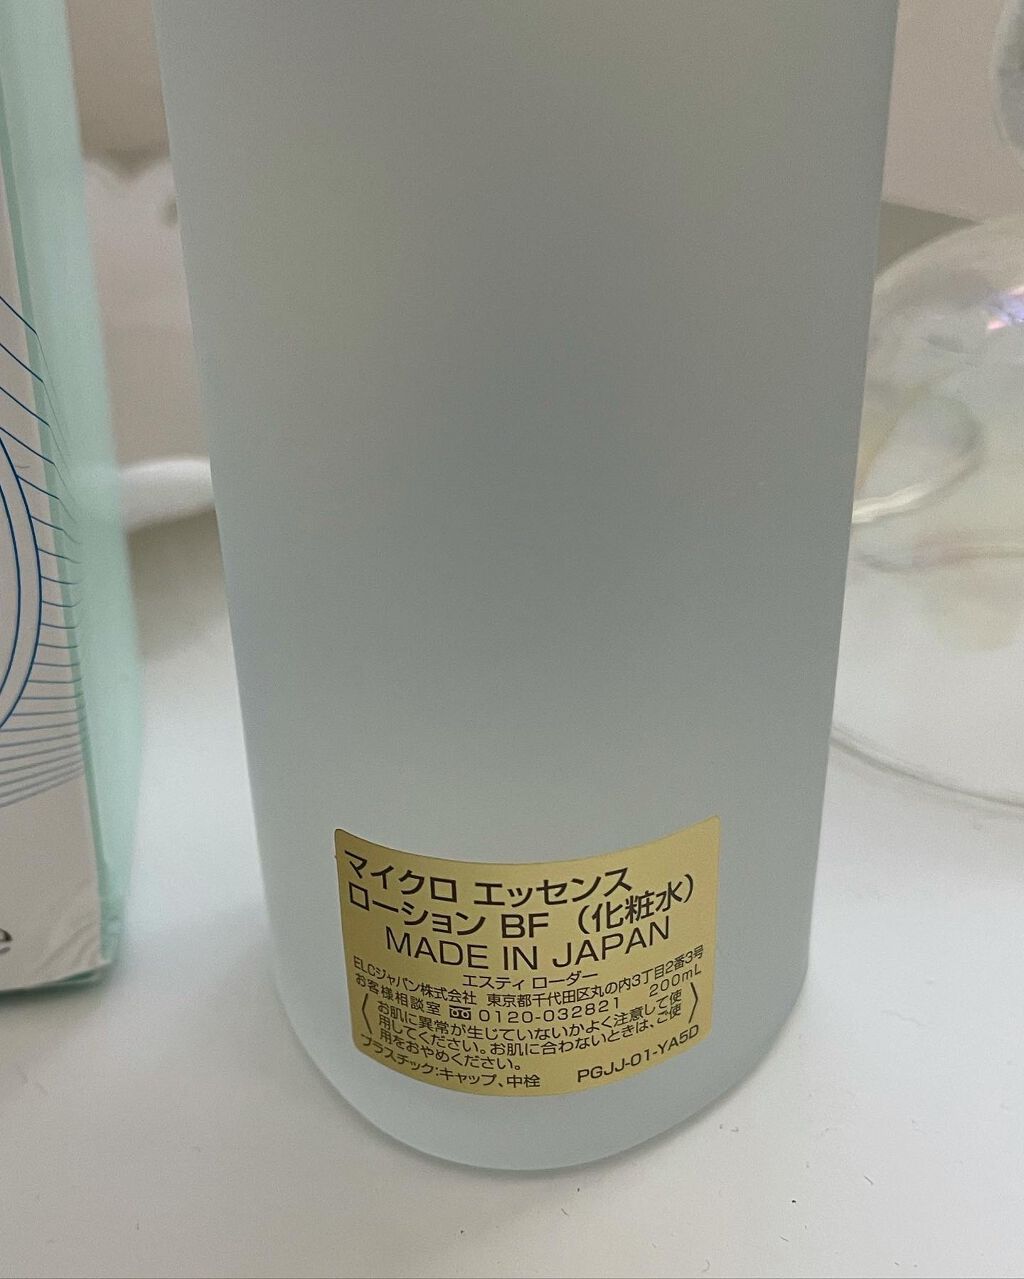 マイクロ エッセンス
ローション BF （化粧水）
MADE IN JAPAN
エスティ ローダー
ELCジャパン株式会社 東京都千代田区丸の内3丁目2番3号
お客様相談室 0120-032821 200mL
〈お肌に異常が生じていないかよく注意して使
用してください。お肌に合わないときは、ご使
用をおやめください。〉
プラスチック:キャップ、中栓 PGJJ-01-YA5D
e